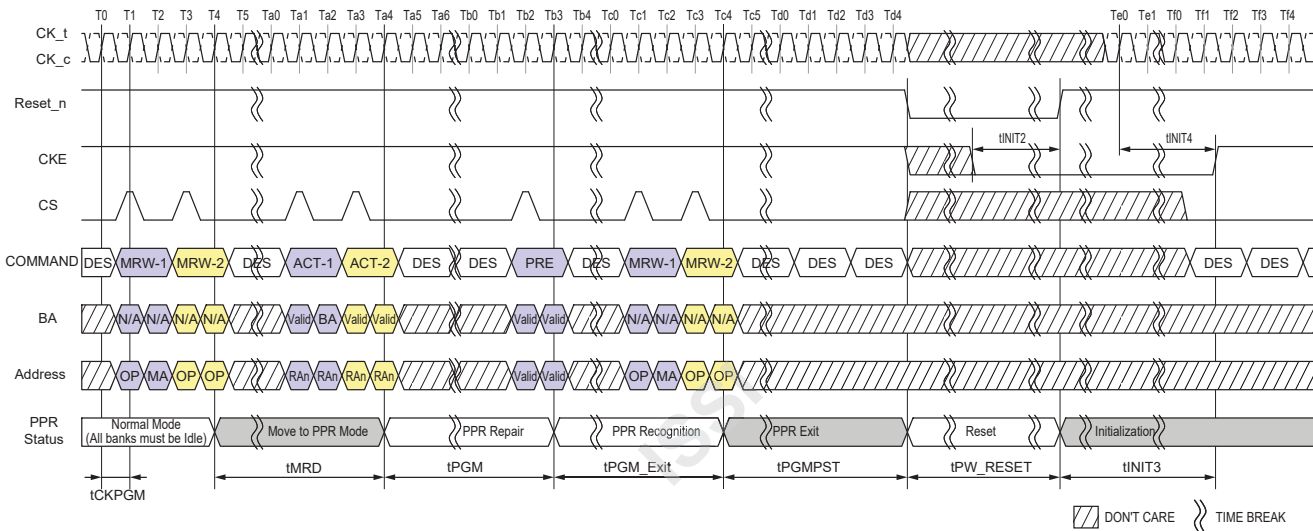 T0 T1 T2 T3 T4 T5 Ta0 Ta1 Ta2 Ta3 Ta4 Ta5 Ta6 Tb0 Tb1 Tb2 Tb3 Tb4 Tc0 Tc1 Tc2 Tc3 Tc4 Tc5 Td0 Td1 Td2 Td3 Td4 Te0 Te1 Tf0 Tf1 Tf2 Tf3 Tf4
CK_t
CK_c
Reset_n
CKE tINIT2 tINIT4
CS
COMMAND DES MRW-1 MRW-2 DES ACT-1 ACT-2 DES DES PRE DES MRW-1 MRW-2 DES DES DES DES DES
BA N/A N/A N/A N/A Valid BA Valid Valid Valid Valid N/A N/A N/A N/A
Address OP MA OP OP RAn RAn RAn RAn Valid Valid OP MA OP OP
PPR
Status
Normal Mode
(All banks must be Idle)
Move to PPR Mode PPR Repair PPR Recognition PPR Exit Reset Initialization
tCKPGM tMRD tPGM tPGM_Exit tPGMPST tPW_RESET tINIT3
DON'T CARE TIME BREAK